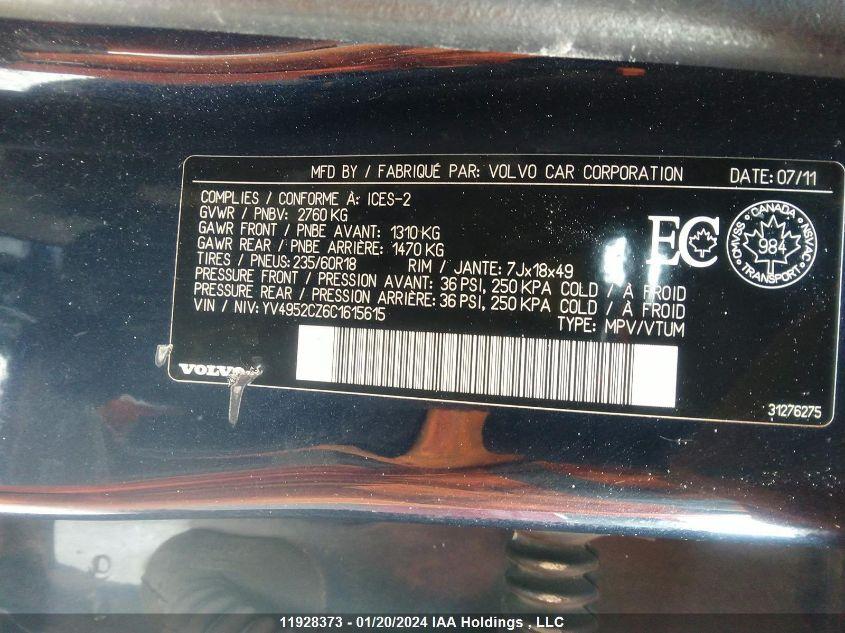 MFD BY / FABRIQUÉ PAR: VOLVO CAR CORPORATION DATE: 07/11
COMPLIES / CONFORME À: ICES-2
GVWR / PNBV: 2760 KG
GAWR FRONT / PNBE AVANT: 1310 KG
GAWR REAR / PNBE ARRIÈRE: 1470 KG
TIRES / PNEUS: 235/60R18 RIM / JANTE: 7Jx18x49
PRESSURE FRONT / PRESSION AVANT: 36 PSI, 250 KPA COLD / À FROID
PRESSURE REAR / PRESSION ARRIÈRE: 36 PSI, 250 KPA COLD / À FROID
VIN / NIV: YV4952CZ6C1615615 TYPE: MPV/VTUM
EC
CANADA
CMVSS 984 NSVAC
TRANSPORT
VOLVO
31276275
11928373 - 01/20/2024 IAA Holdings , LLC